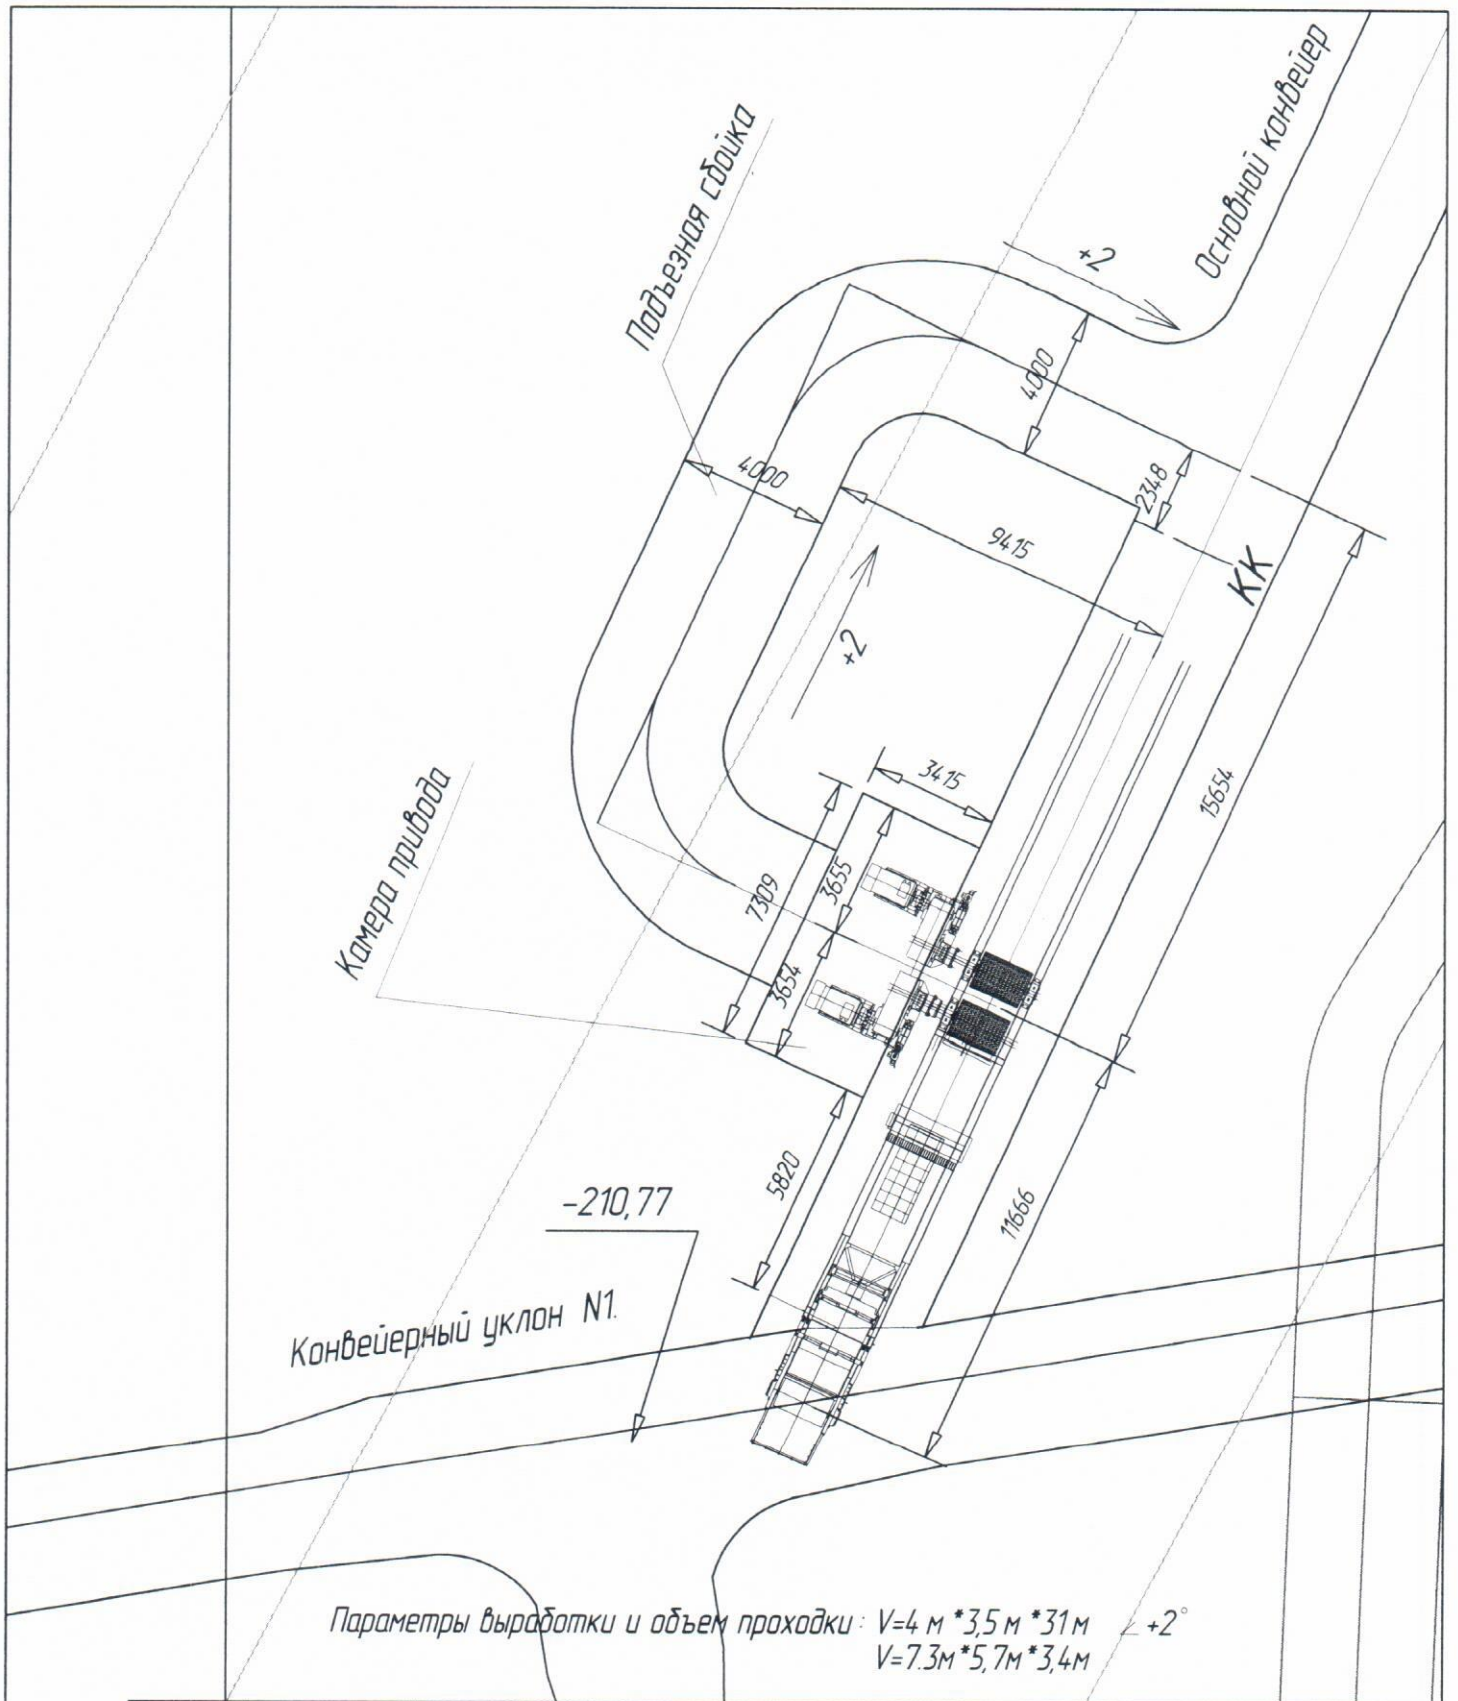 Основной конвейер
Подъезная сбойка
+2
4000
4000
2348
9415
КК
+2
3415
15654
Камера привода
7309
3655
3654
5820
-210,77
11666
Конвейерный уклон N1.
Параметры выработки и объем проходки: V=4 м *3,5 м *31 м ∠ +2°
V=7.3м*5,7м*3,4м